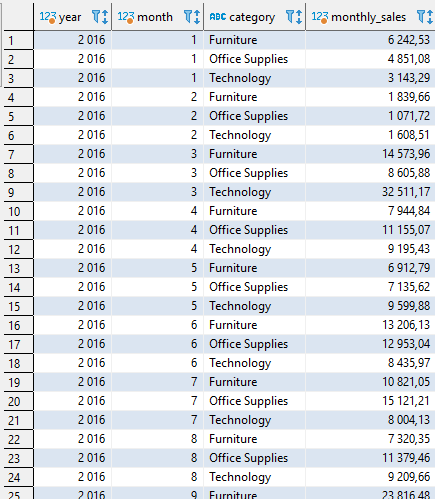 123 year 123 month ABC category 123 monthly_sales
1 2 016 1 Furniture 6 242,53
2 2 016 1 Office Supplies 4 851,08
3 2 016 1 Technology 3 143,29
4 2 016 2 Furniture 1 839,66
5 2 016 2 Office Supplies 1 071,72
6 2 016 2 Technology 1 608,51
7 2 016 3 Furniture 14 573,96
8 2 016 3 Office Supplies 8 605,88
9 2 016 3 Technology 32 511,17
10 2 016 4 Furniture 7 944,84
11 2 016 4 Office Supplies 11 155,07
12 2 016 4 Technology 9 195,43
13 2 016 5 Furniture 6 912,79
14 2 016 5 Office Supplies 7 135,62
15 2 016 5 Technology 9 599,88
16 2 016 6 Furniture 13 206,13
17 2 016 6 Office Supplies 12 953,04
18 2 016 6 Technology 8 435,97
19 2 016 7 Furniture 10 821,05
20 2 016 7 Office Supplies 15 121,21
21 2 016 7 Technology 8 004,13
22 2 016 8 Furniture 7 320,35
23 2 016 8 Office Supplies 11 379,46
24 2 016 8 Technology 9 209,66
25 2 016 9 Furniture 23 816,48